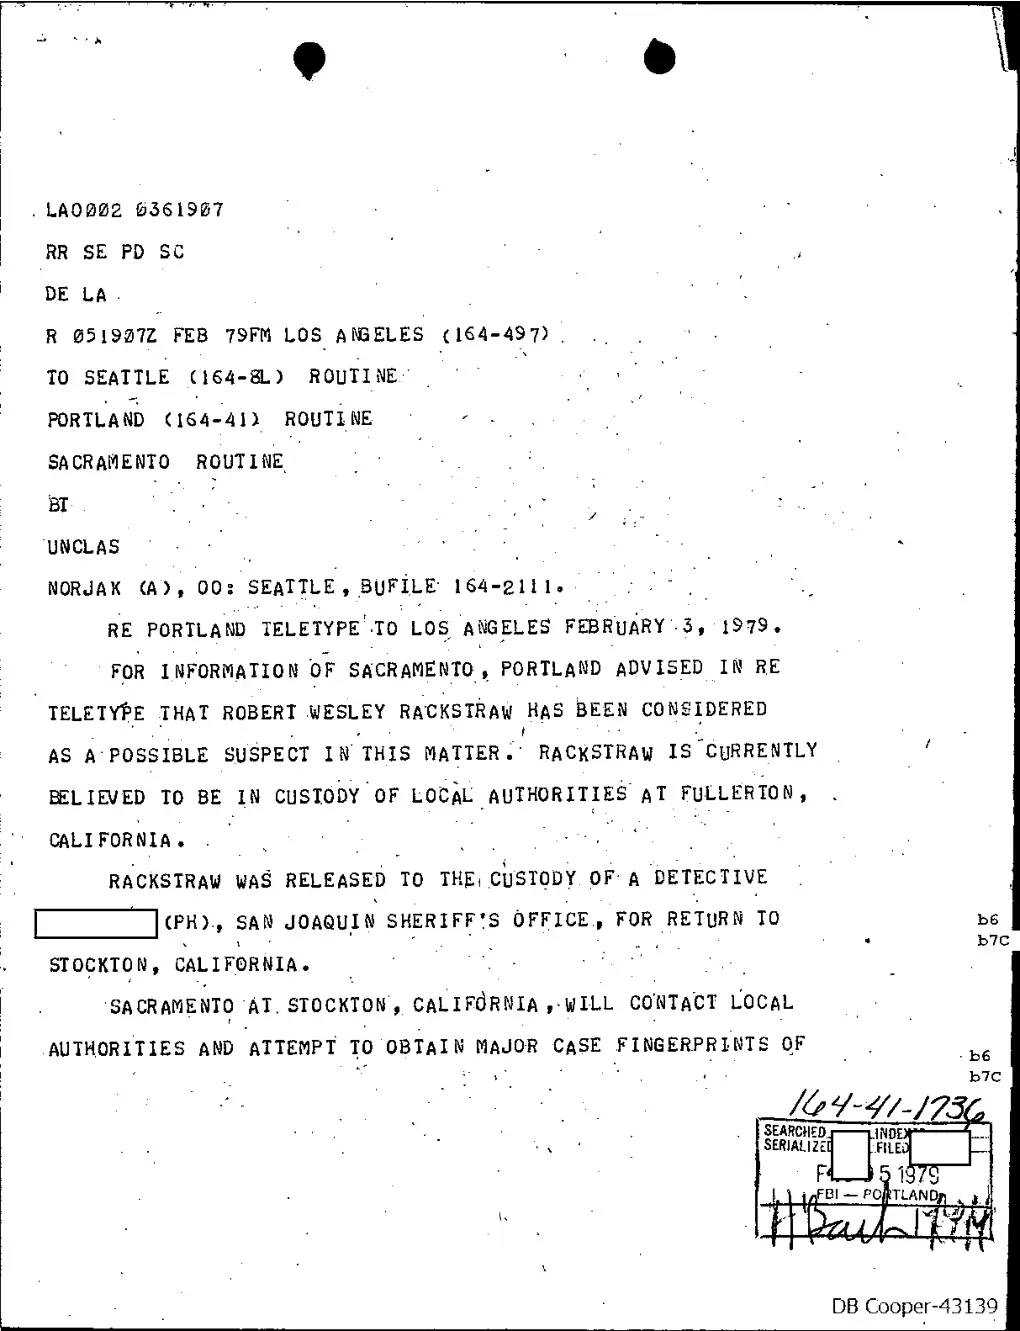 LA0002 0361907
RR SE PD SC
DE LA
R 051907Z FEB 79FM LOS ANGELES (164-497)
TO SEATTLE (164-8L) ROUTINE
PORTLAND (164-41) ROUTINE
SACRAMENTO ROUTINE
BT
UNCLAS
NORJAK (A), OO: SEATTLE, BUFILE 164-2111.
RE PORTLAND TELETYPE TO LOS ANGELES FEBRUARY 3, 1979.
FOR INFORMATION OF SACRAMENTO, PORTLAND ADVISED IN RE
TELETYPE THAT ROBERT WESLEY RACKSTRAW HAS BEEN CONSIDERED
AS A POSSIBLE SUSPECT IN THIS MATTER. RACKSTRAW IS CURRENTLY
BELIEVED TO BE IN CUSTODY OF LOCAL AUTHORITIES AT FULLERTON,
CALIFORNIA.
RACKSTRAW WAS RELEASED TO THE CUSTODY OF A DETECTIVE
(PH), SAN JOAQUIN SHERIFF'S OFFICE, FOR RETURN TO
b6
b7C
STOCKTON, CALIFORNIA.
SACRAMENTO AT STOCKTON, CALIFORNIA, WILL CONTACT LOCAL
AUTHORITIES AND ATTEMPT TO OBTAIN MAJOR CASE FINGERPRINTS OF
b6
b7C
164-41-1736
SEARCHED
SERIALIZED FILED
5 1979
FBI — PORTLAND
DB Cooper-43139